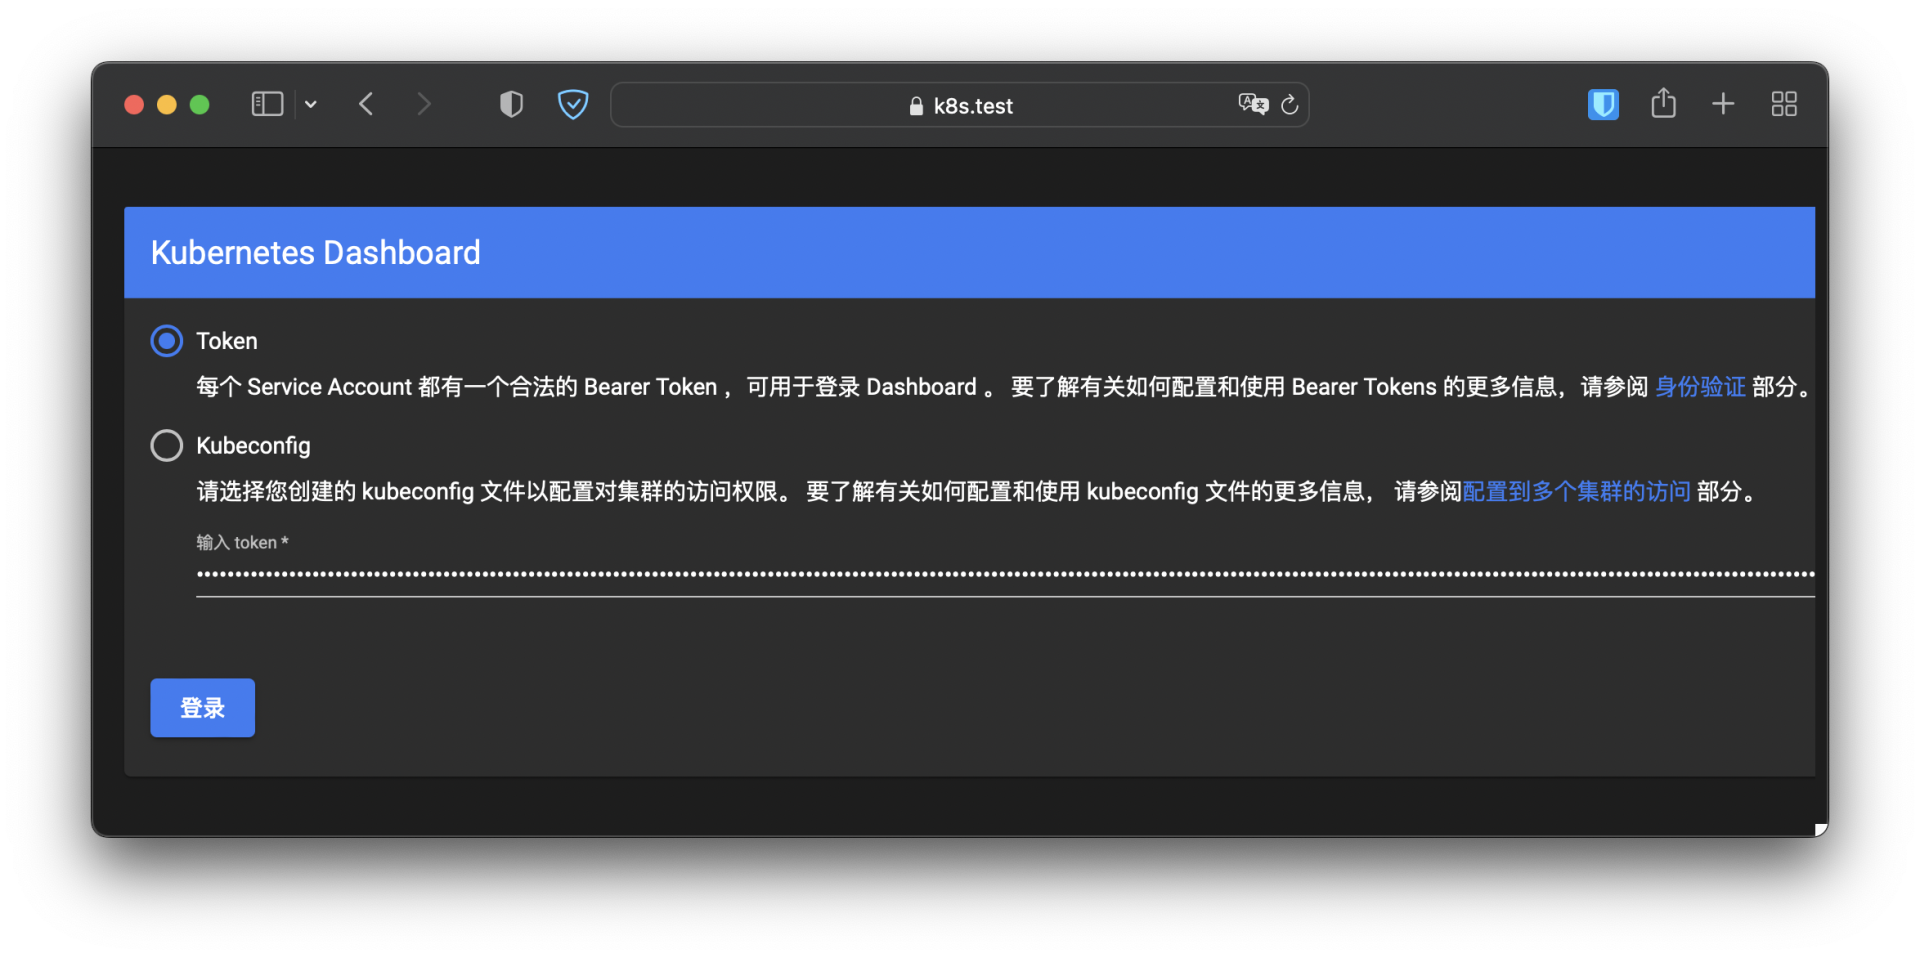 k8s.test
Kubernetes Dashboard
Token
每个 Service Account 都有一个合法的 Bearer Token ，可用于登录 Dashboard 。 要了解有关如何配置和使用 Bearer Tokens 的更多信息，请参阅 身份验证 部分。
Kubeconfig
请选择您创建的 kubeconfig 文件以配置对集群的访问权限。 要了解有关如何配置和使用 kubeconfig 文件的更多信息， 请参阅配置到多个集群的访问 部分。
输入 token *
登录